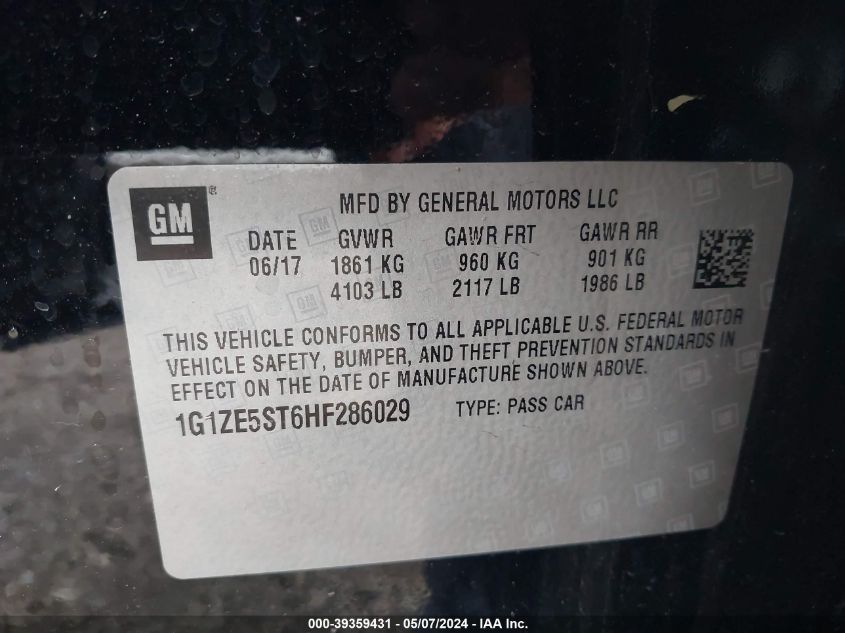 GM ®
MFD BY GENERAL MOTORS LLC
DATE GVWR GAWR FRT GAWR RR
06/17 1861 KG 960 KG 901 KG
4103 LB 2117 LB 1986 LB
THIS VEHICLE CONFORMS TO ALL APPLICABLE U.S. FEDERAL MOTOR
VEHICLE SAFETY, BUMPER, AND THEFT PREVENTION STANDARDS IN
EFFECT ON THE DATE OF MANUFACTURE SHOWN ABOVE.
1G1ZE5ST6HF286029 TYPE: PASS CAR
000-39359431 - 05/07/2024 - IAA Inc.